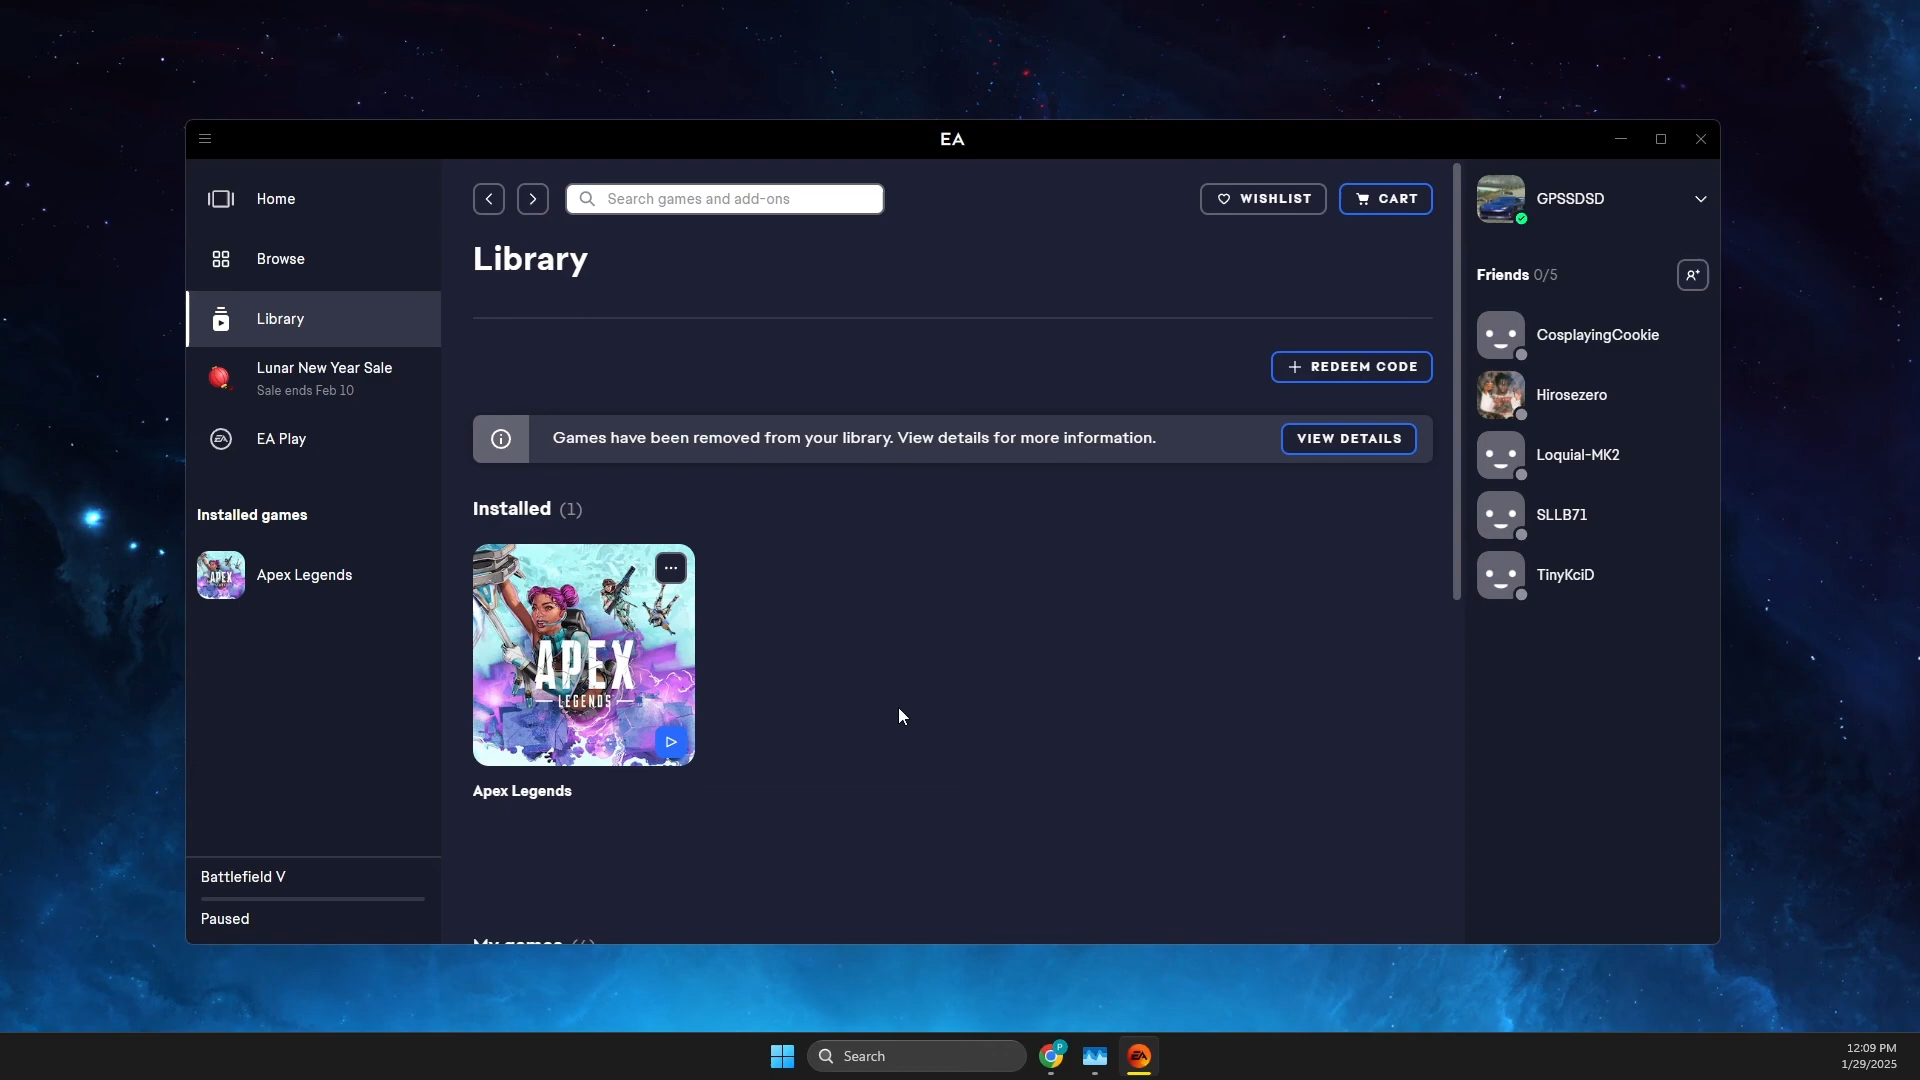 EA
Home
Browse
Library
Lunar New Year Sale
Sale ends Feb 10
EA Play
Installed games
APEX
Apex Legends
Battlefield V
Paused
Search games and add-ons
WISHLIST
CART
Library
REDEEM CODE
Games have been removed from your library. View details for more information.
VIEW DETAILS
Installed (1)
APEX
LEGENDS
Apex Legends
My games
GPSSDSD
Friends 0/5
CosplayingCookie
Hirosezero
Loquial-MK2
SLLB71
TinyKciD
Search
P
EA
12:09 PM
1/29/2025